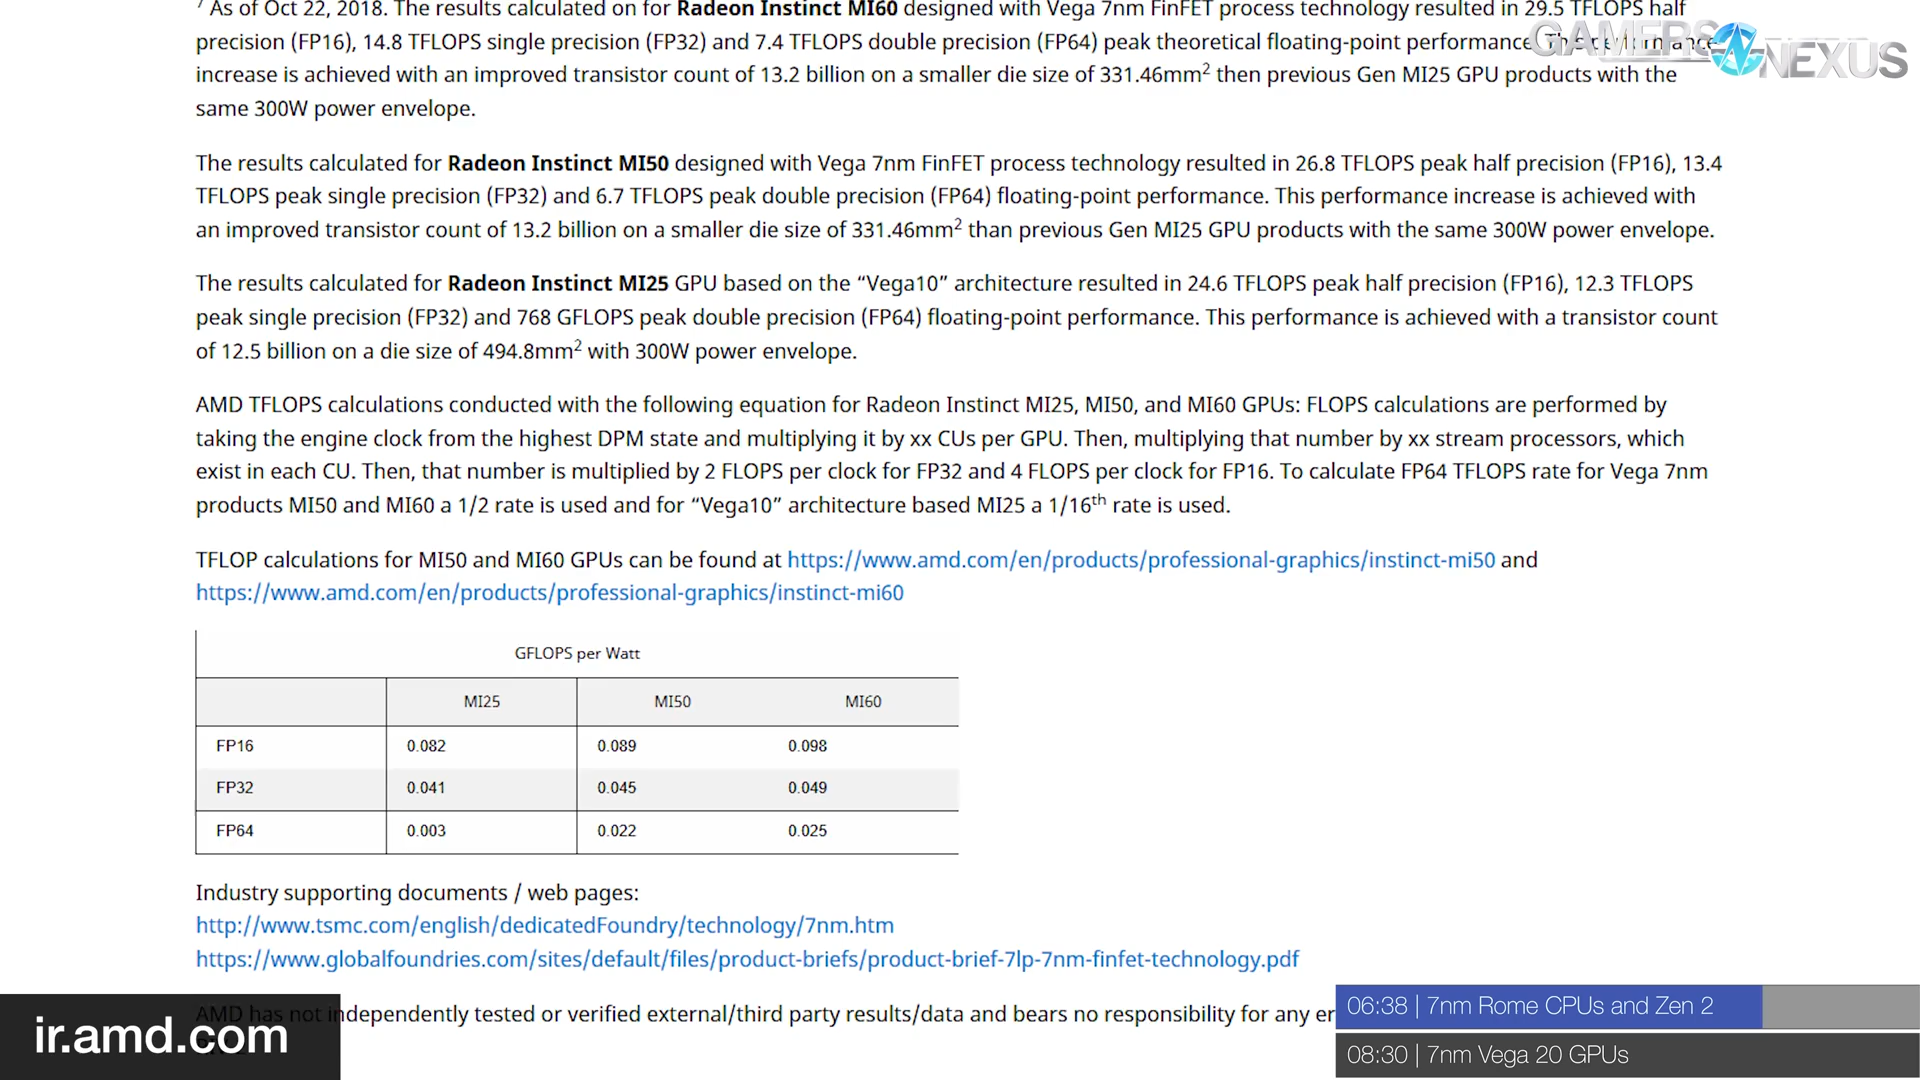 7 As of Oct 22, 2018. The results calculated on for Radeon Instinct MI60 designed with Vega 7nm FinFET process technology resulted in 29.5 TFLOPS half
precision (FP16), 14.8 TFLOPS single precision (FP32) and 7.4 TFLOPS double precision (FP64) peak theoretical floating-point performance. This performance
GAMERS NEXUS
increase is achieved with an improved transistor count of 13.2 billion on a smaller die size of 331.46mm2 then previous Gen MI25 GPU products with the
same 300W power envelope.
The results calculated for Radeon Instinct MI50 designed with Vega 7nm FinFET process technology resulted in 26.8 TFLOPS peak half precision (FP16), 13.4
TFLOPS peak single precision (FP32) and 6.7 TFLOPS peak double precision (FP64) floating-point performance. This performance increase is achieved with
an improved transistor count of 13.2 billion on a smaller die size of 331.46mm2 than previous Gen MI25 GPU products with the same 300W power envelope.
The results calculated for Radeon Instinct MI25 GPU based on the “Vega10” architecture resulted in 24.6 TFLOPS peak half precision (FP16), 12.3 TFLOPS
peak single precision (FP32) and 768 GFLOPS peak double precision (FP64) floating-point performance. This performance is achieved with a transistor count
of 12.5 billion on a die size of 494.8mm2 with 300W power envelope.
AMD TFLOPS calculations conducted with the following equation for Radeon Instinct MI25, MI50, and MI60 GPUs: FLOPS calculations are performed by
taking the engine clock from the highest DPM state and multiplying it by xx CUs per GPU. Then, multiplying that number by xx stream processors, which
exist in each CU. Then, that number is multiplied by 2 FLOPS per clock for FP32 and 4 FLOPS per clock for FP16. To calculate FP64 TFLOPS rate for Vega 7nm
products MI50 and MI60 a 1/2 rate is used and for “Vega10” architecture based MI25 a 1/16th rate is used.
TFLOP calculations for MI50 and MI60 GPUs can be found at https://www.amd.com/en/products/professional-graphics/instinct-mi50 and
https://www.amd.com/en/products/professional-graphics/instinct-mi60
GFLOPS per Watt
MI25 MI50 MI60
FP16 0.082 0.089 0.098
FP32 0.041 0.045 0.049
FP64 0.003 0.022 0.025
Industry supporting documents / web pages:
http://www.tsmc.com/english/dedicatedFoundry/technology/7nm.htm
https://www.globalfoundries.com/sites/default/files/product-briefs/product-brief-7lp-7nm-finfet-technology.pdf
AMD has not independently tested or verified external/third party results/data and bears no responsibility for any er
ir.amd.com
06:38 | 7nm Rome CPUs and Zen 2
08:30 | 7nm Vega 20 GPUs